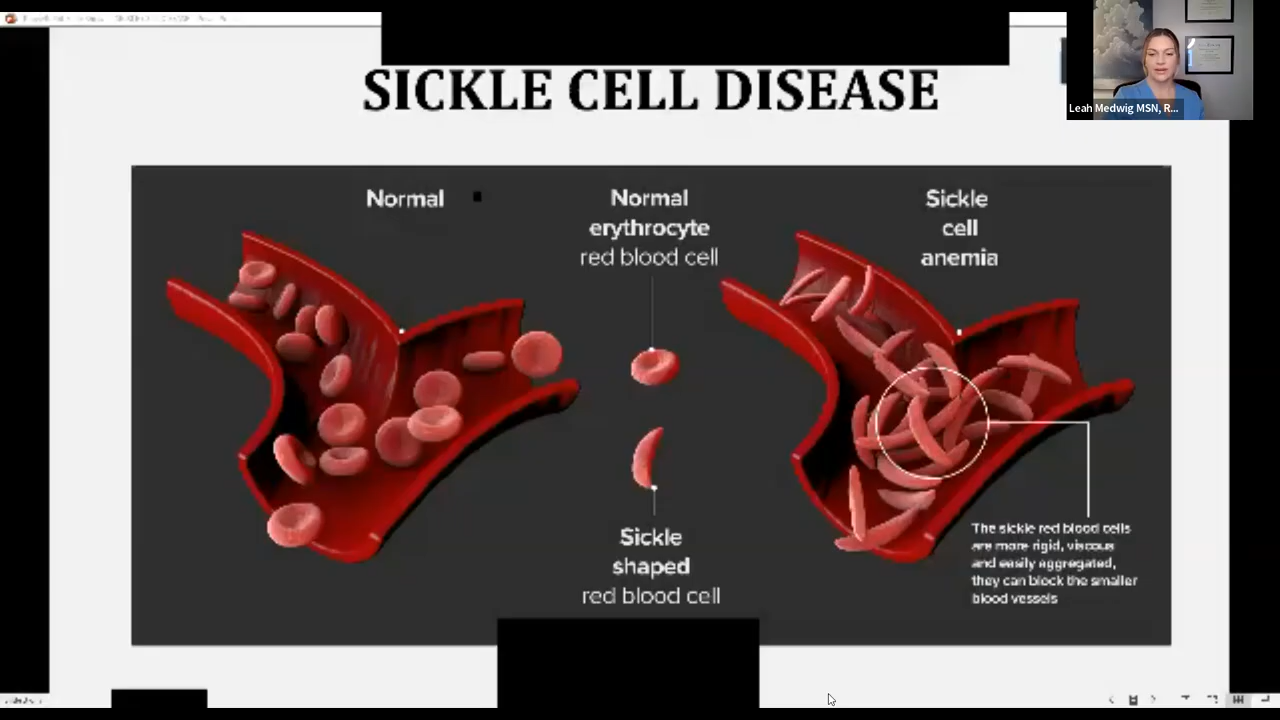 SICKLE CELL DISEASE
Leah Medwig MSN, R...
Normal
Normal
erythrocyte
red blood cell
Sickle
cell
anemia
Sickle
shaped
red blood cell
The sickle red blood cells
are more rigid, viscous
and easily aggregated,
they can block the smaller
blood vessels